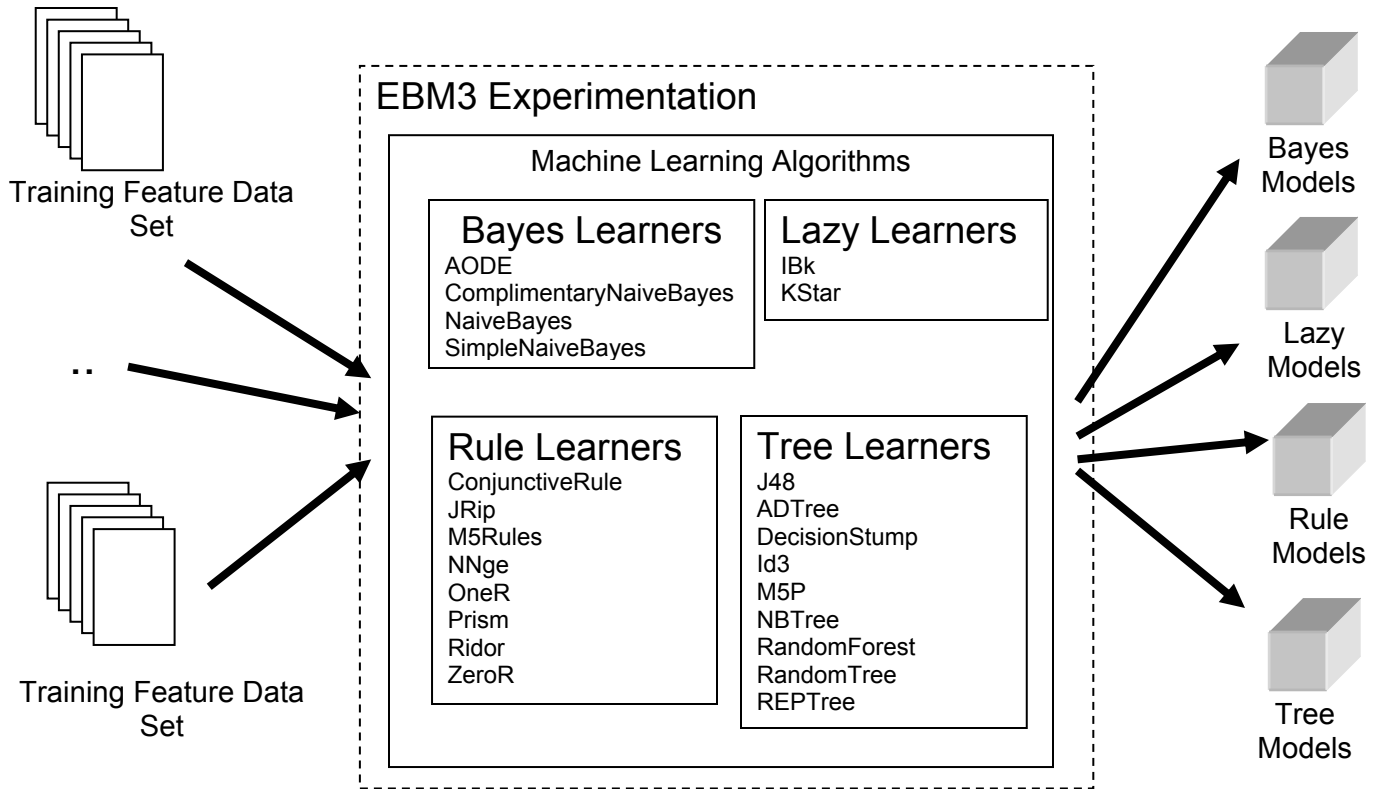 Training Feature Data
Set
..
Training Feature Data
Set
EBM3 Experimentation
Machine Learning Algorithms
Bayes Learners
AODE
ComplimentaryNaiveBayes
NaiveBayes
SimpleNaiveBayes
Lazy Learners
IBk
KStar
Rule Learners
ConjunctiveRule
JRip
M5Rules
NNge
OneR
Prism
Ridor
ZeroR
Tree Learners
J48
ADTree
DecisionStump
Id3
M5P
NBTree
RandomForest
RandomTree
REPTree
Bayes
Models
Lazy
Models
Rule
Models
Tree
Models